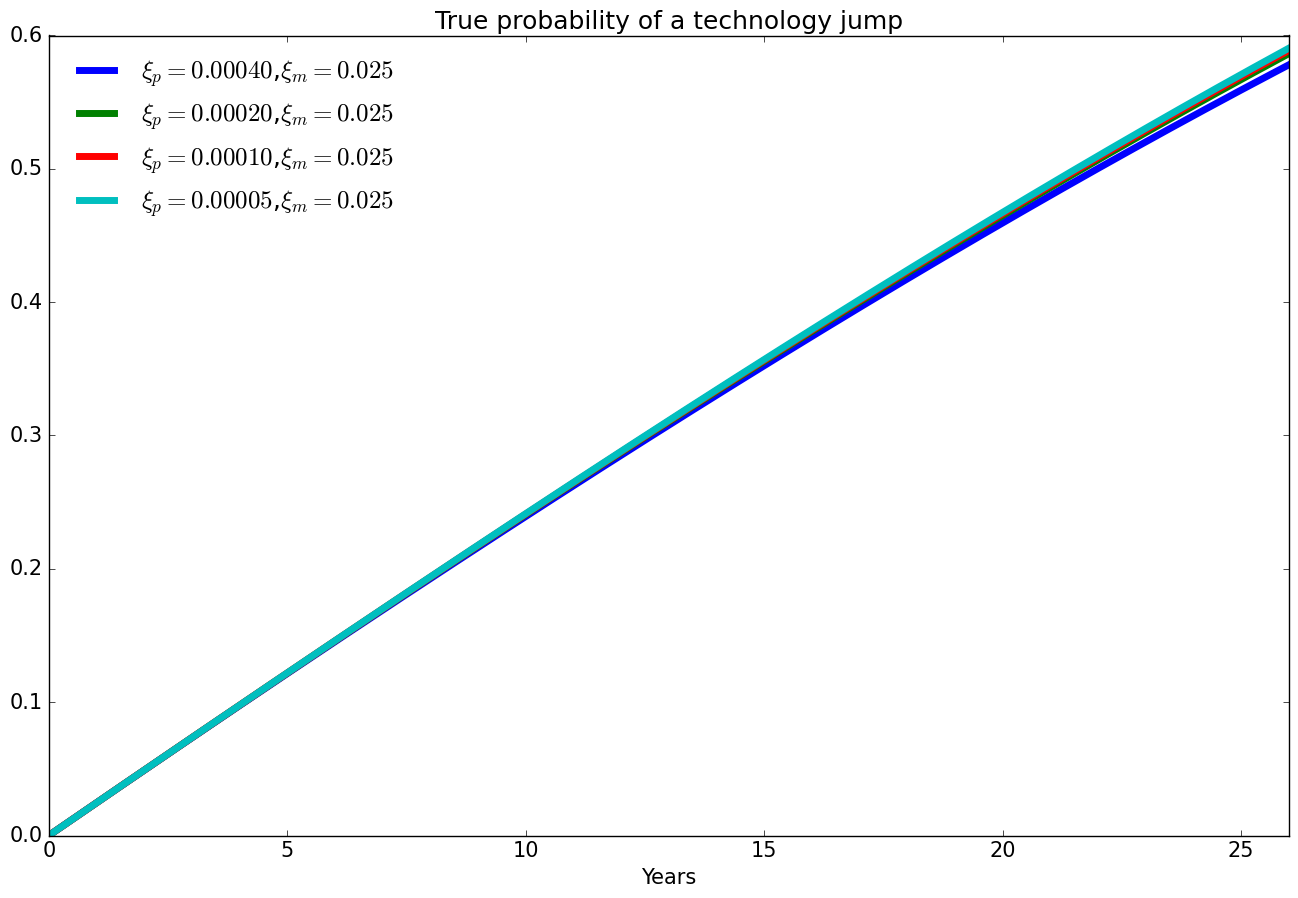 True probability of a technology jump
0.6
ξp = 0.00040,ξm = 0.025
ξp = 0.00020,ξm = 0.025
0.5
ξp = 0.00010,ξm = 0.025
ξp = 0.00005,ξm = 0.025
0.4
0.3
0.2
0.1
0.0
0 5 10 15 20 25
Years